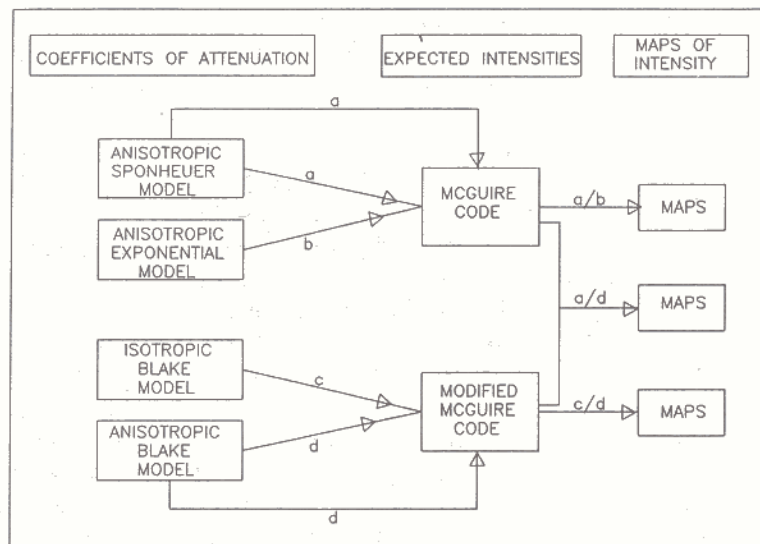 COEFFICIENTS OF ATTENUATION
EXPECTED INTENSITIES
MAPS OF
INTENSITY
a
ANISOTROPIC
SPONHEUER
MODEL
a
MCGUIRE
CODE
a/b
MAPS
ANISOTROPIC
EXPONENTIAL
MODEL
b
a/d
MAPS
ISOTROPIC
BLAKE
MODEL
c
MODIFIED
MCGUIRE
CODE
c/d
MAPS
ANISOTROPIC
BLAKE
MODEL
d
d